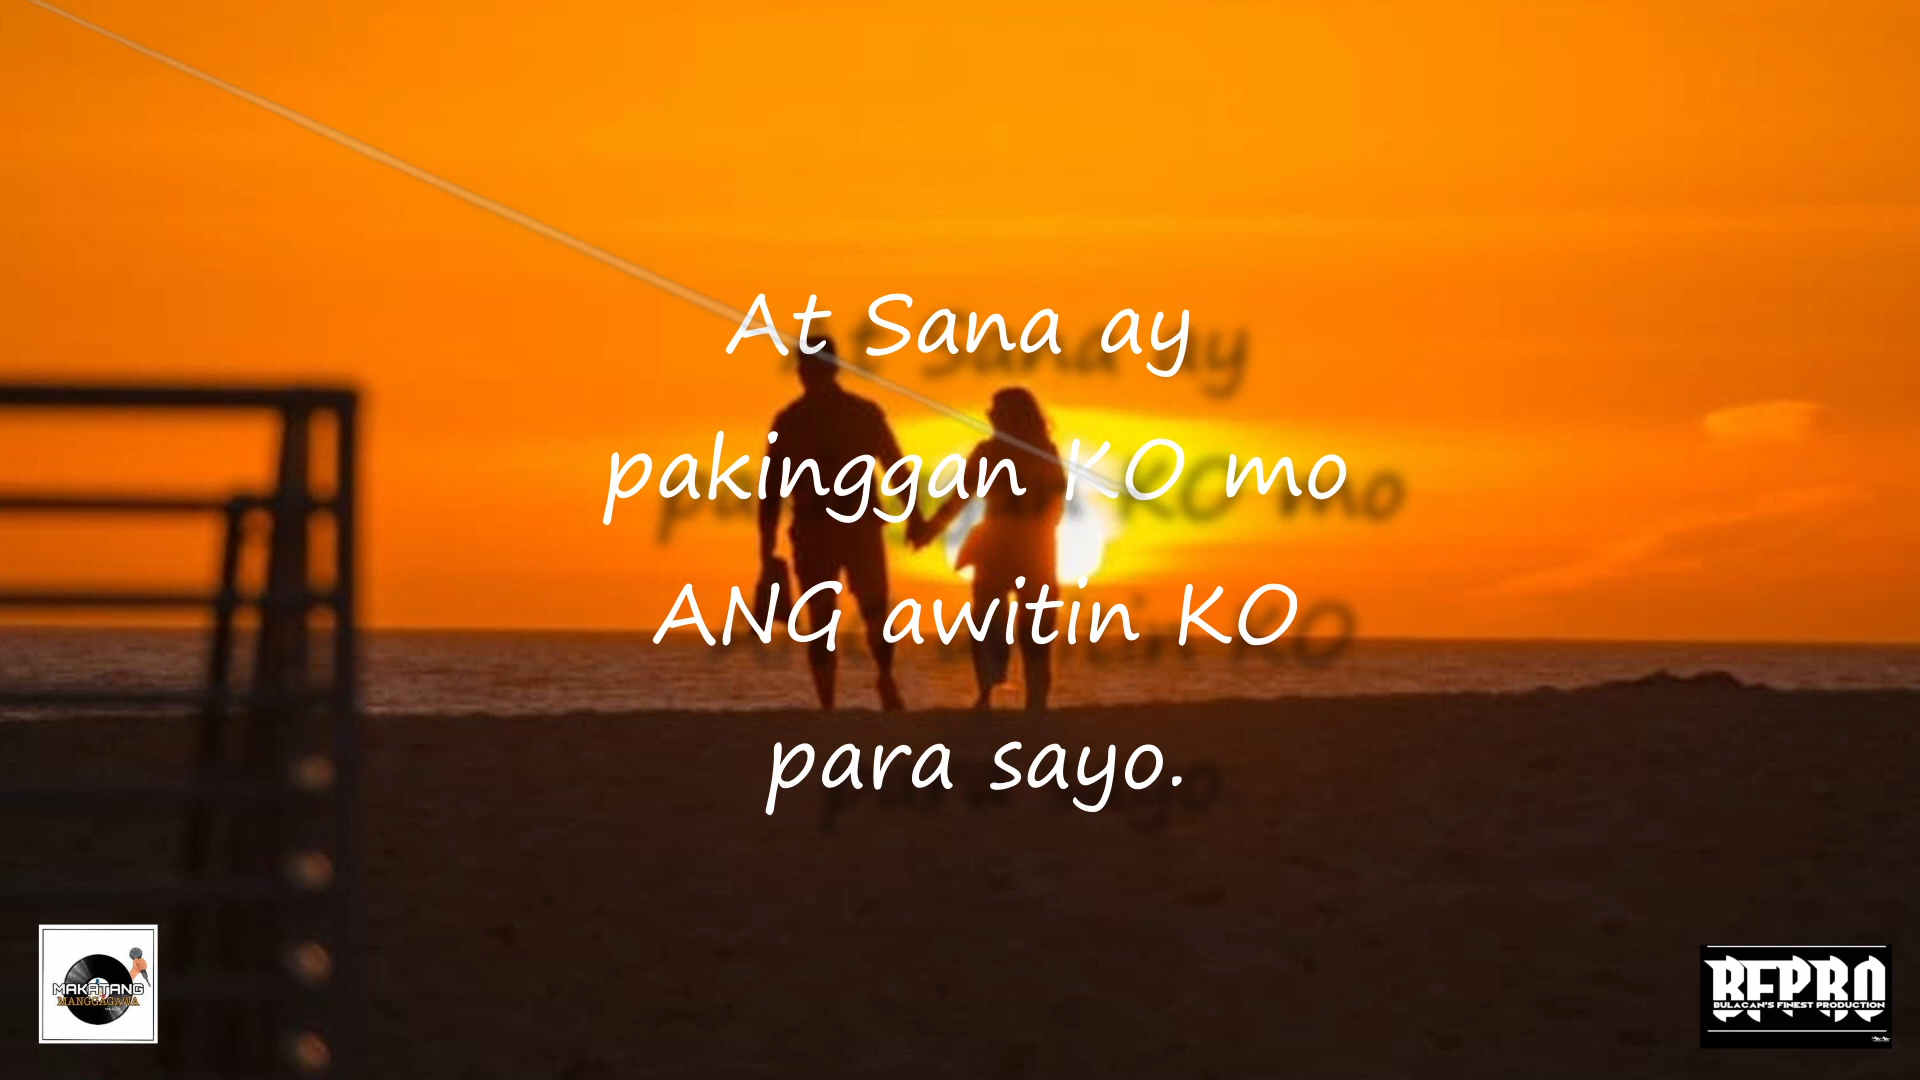 At Sana ay
pakinggan KO mo
ANG awitin KO
para sayo.
MAKATANG
MANGGAGAWA
BFPRO
BULACAN'S FINEST PRODUCTION